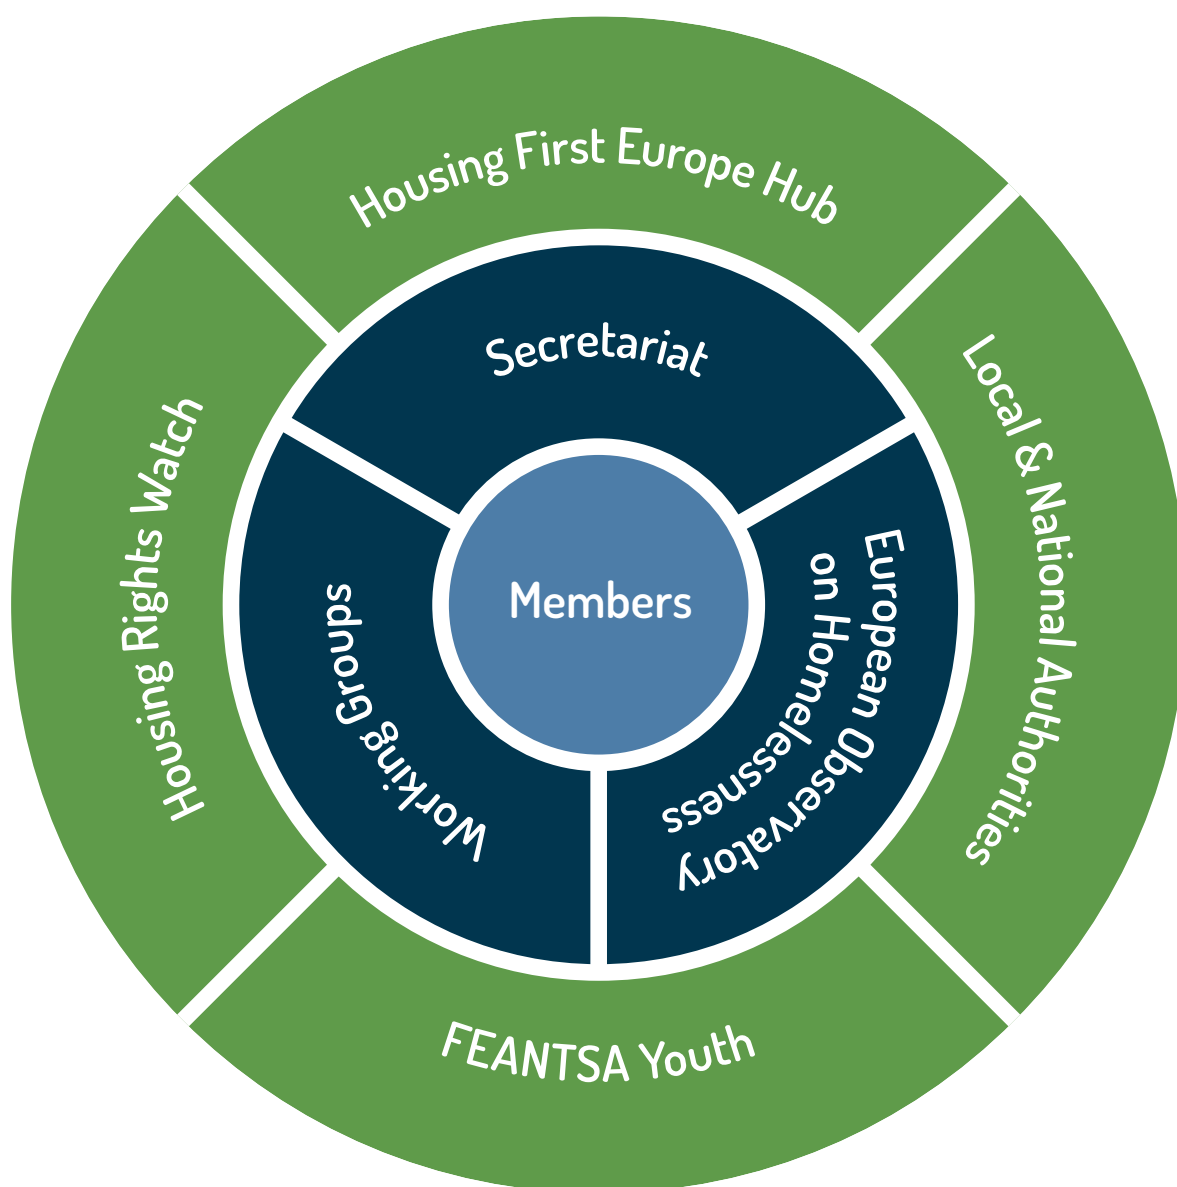 Housing First Europe Hub
Secretariat
Local & National Authorities
Housing Rights Watch
European Observatory
on Homelessness
Members
Working Groups
FEANTSA Youth